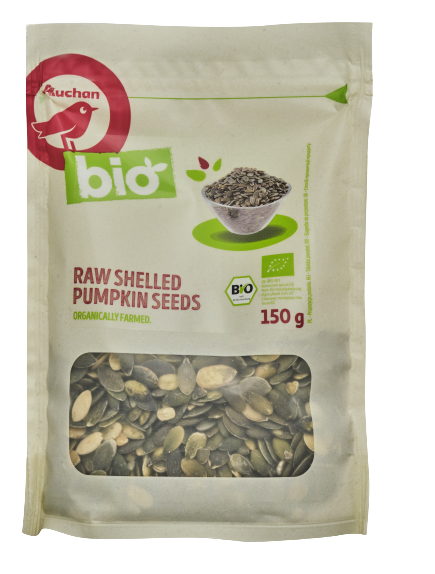 Auchan
bio
RAW SHELLED
PUMPKIN SEEDS
ORGANICALLY FARMED.
BIO
150 g